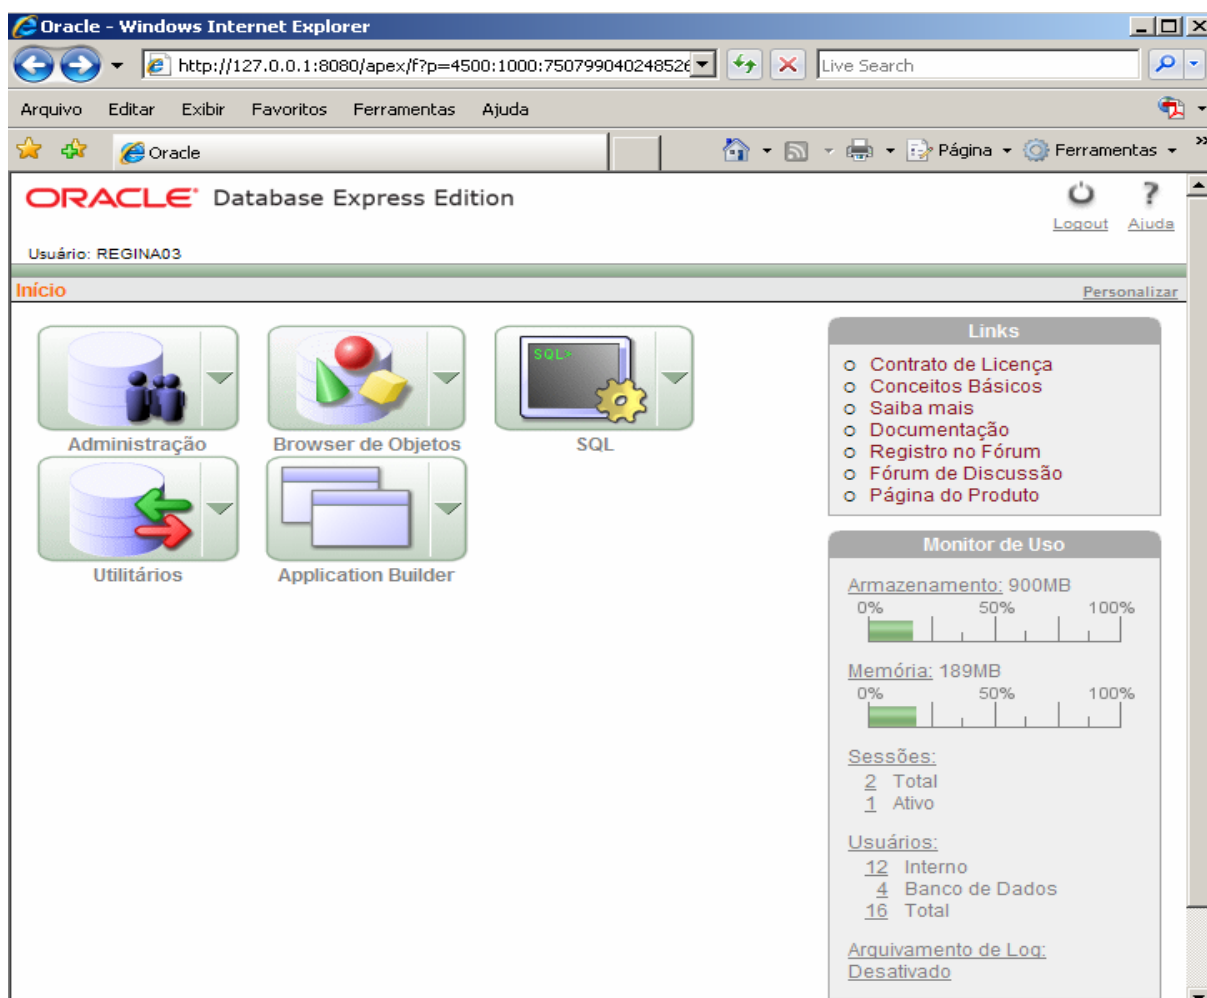 Oracle - Windows Internet Explorer
http://127.0.0.1:8080/apex/f?p=4500:1000:750799040248526
Live Search
Arquivo Editar Exibir Favoritos Ferramentas Ajuda
Oracle
Página Ferramentas
ORACLE Database Express Edition
Logout Ajuda
Usuário: REGINA03
Início
Personalizar
SQL>
Administração
Browser de Objetos
SQL
Utilitários
Application Builder
Links
Contrato de Licença
Conceitos Básicos
Saiba mais
Documentação
Registro no Fórum
Fórum de Discussão
Página do Produto
Monitor de Uso
Armazenamento: 900MB
0% 50% 100%
Memória: 189MB
0% 50% 100%
Sessões:
2 Total
1 Ativo
Usuários:
12 Interno
4 Banco de Dados
16 Total
Arquivamento de Log:
Desativado